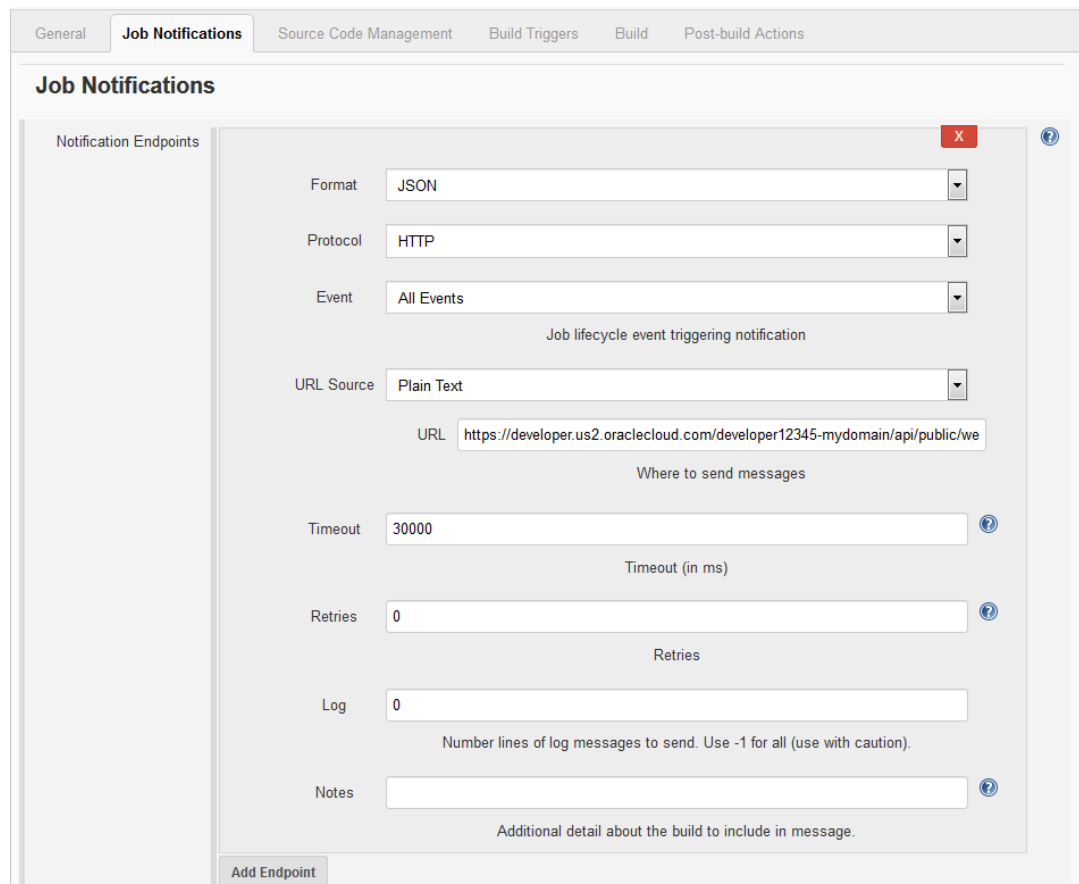 General Job Notifications Source Code Management Build Triggers Build Post-build Actions
Job Notifications
Notification Endpoints
X
?
Format JSON
Protocol HTTP
Event All Events
Job lifecycle event triggering notification
URL Source Plain Text
URL https://developer.us2.oraclecloud.com/developer12345-mydomain/api/public/we
Where to send messages
Timeout 30000 ?
Timeout (in ms)
Retries 0 ?
Retries
Log 0
Number lines of log messages to send. Use -1 for all (use with caution).
Notes ?
Additional detail about the build to include in message.
Add Endpoint